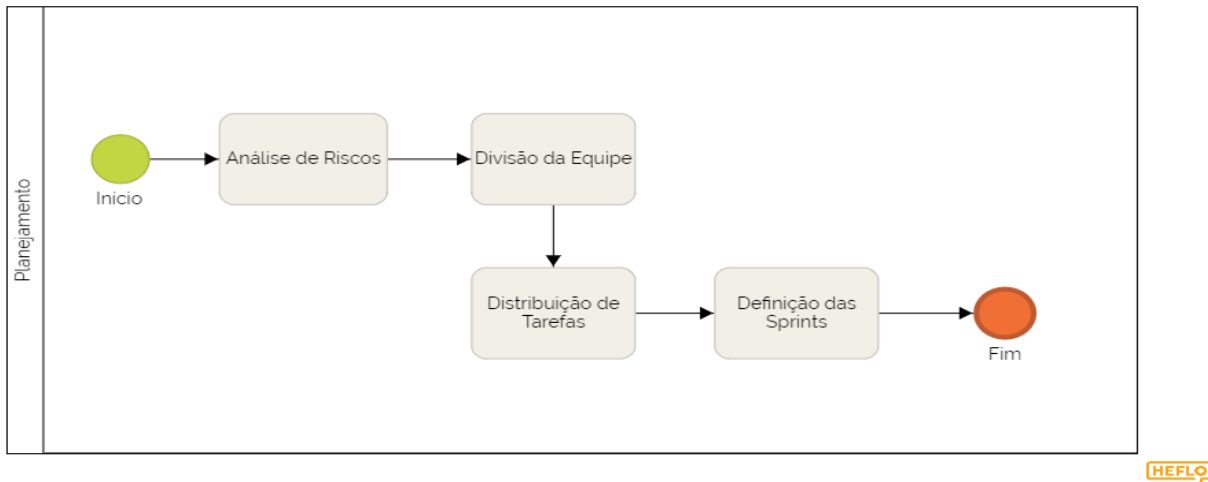 Planejamento
Início
Análise de Riscos
Divisão da Equipe
Distribuição de
Tarefas
Definição das
Sprints
Fim
HEFLO